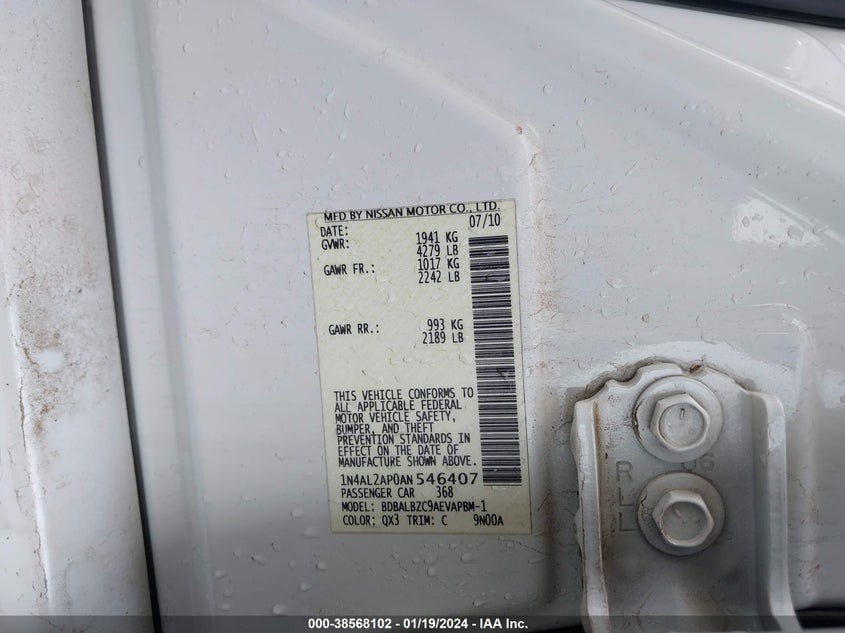 MFD BY NISSAN MOTOR CO., LTD.
DATE: 07/10
GVWR: 1941 KG
4279 LB
GAWR FR.: 1017 KG
2242 LB
GAWR RR.: 993 KG
2189 LB
THIS VEHICLE CONFORMS TO
ALL APPLICABLE FEDERAL
MOTOR VEHICLE SAFETY,
BUMPER, AND THEFT
PREVENTION STANDARDS IN
EFFECT ON THE DATE OF
MANUFACTURE SHOWN ABOVE.
1N4AL2AP0AN546407
PASSENGER CAR 368
MODEL: BDBALBZC9AEVAPBM-1
COLOR: QX3 TRIM: C 9N00A
R 06
L
L
000-38568102 - 01/19/2024 - IAA Inc.